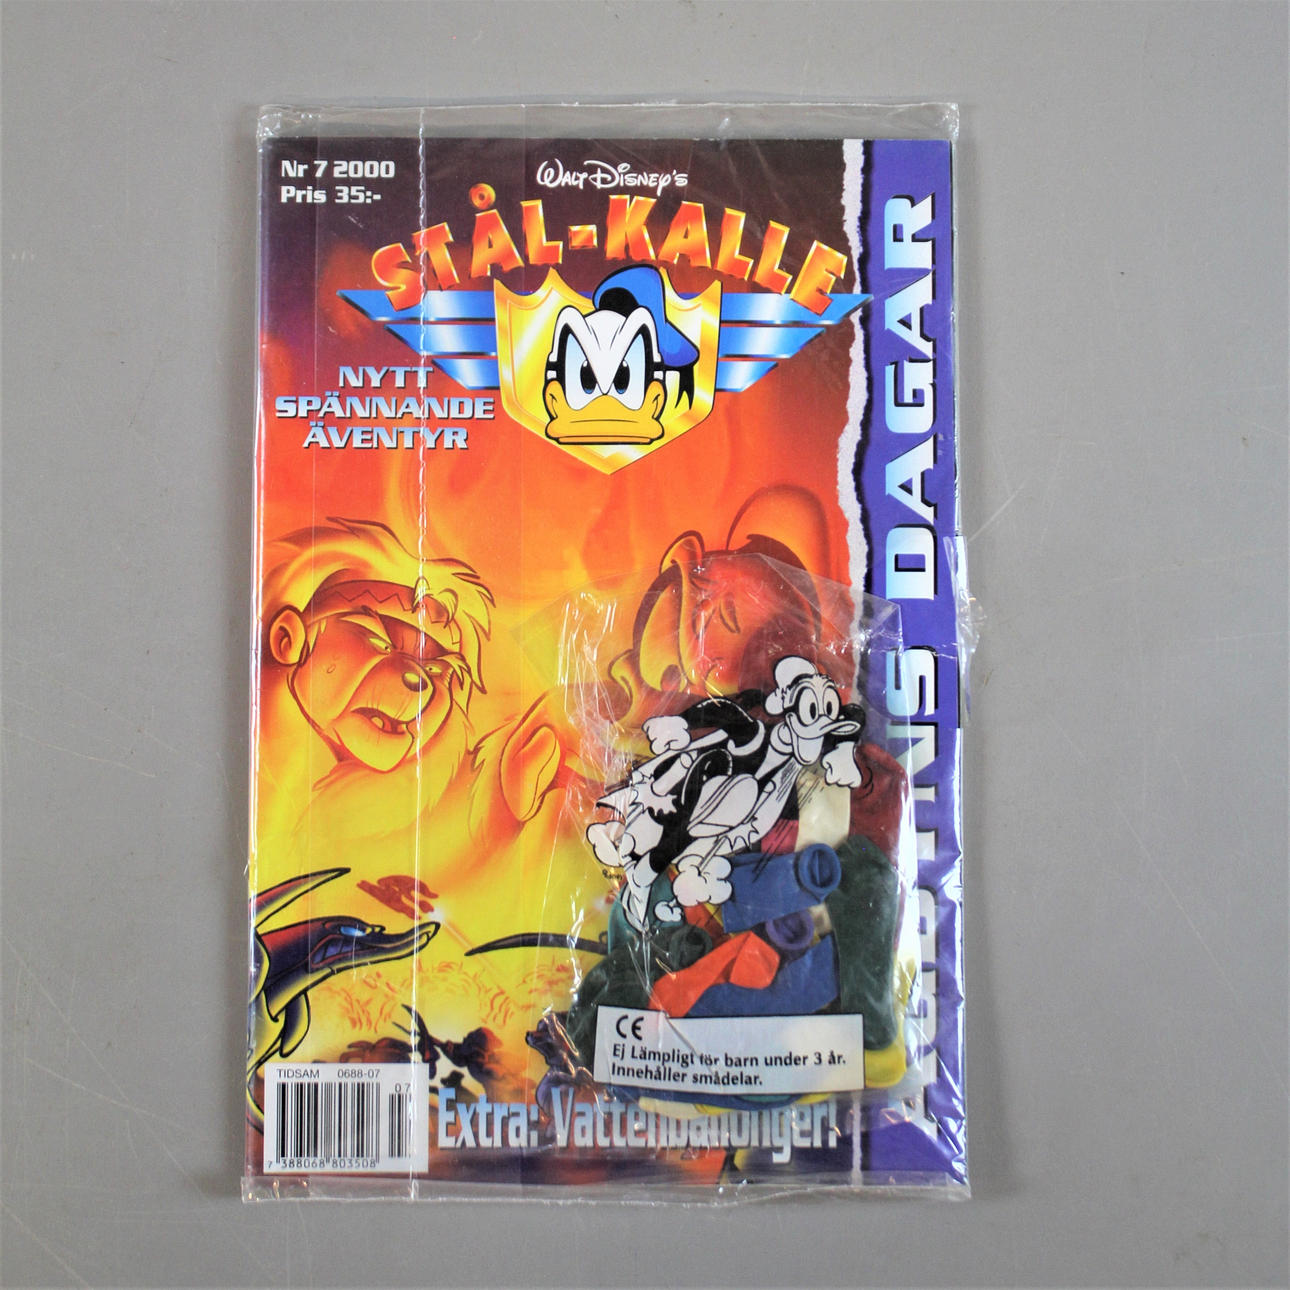 Nr 7 2000
Pris 35:-
WALT DISNEY'S
STÅL-KALLE
NYTT
SPÄNNANDE
ÄVENTYR
DAGAR
CE
Ej Lämpligt för barn under 3 år.
Innehåller smådelar.
TIDSAM 0688-07
07
7 388068 803508
Extra: Vattenballonger!